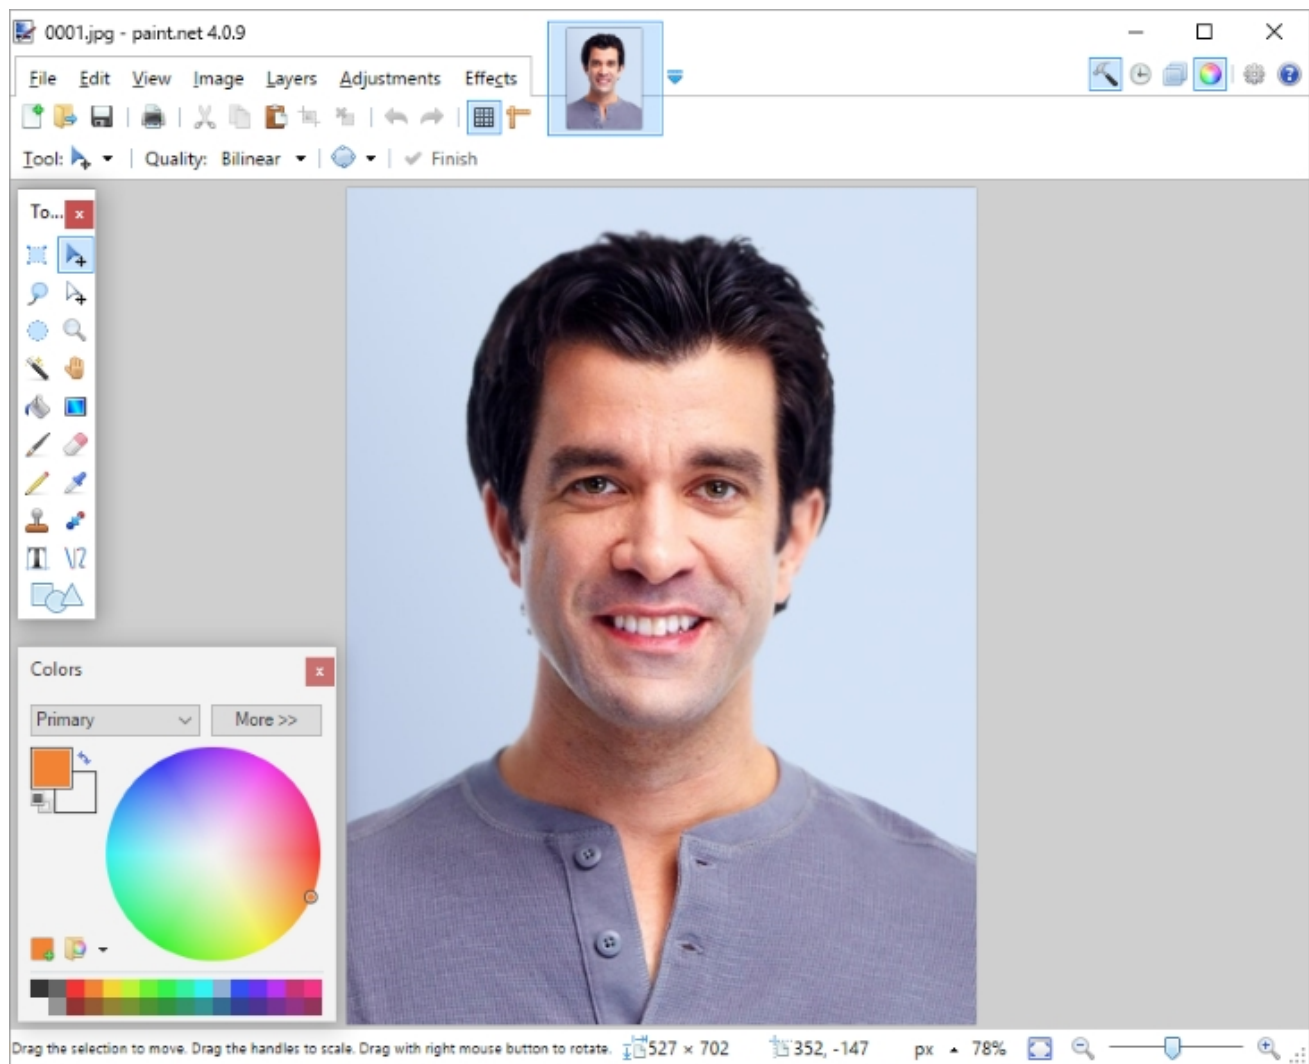 0001.jpg - paint.net 4.0.9
File Edit View Image Layers Adjustments Effects
Tool: Quality: Bilinear Finish
To... x
Colors x
Primary More >>
Drag the selection to move. Drag the handles to scale. Drag with right mouse button to rotate. 527 × 702 352, -147 px 78%